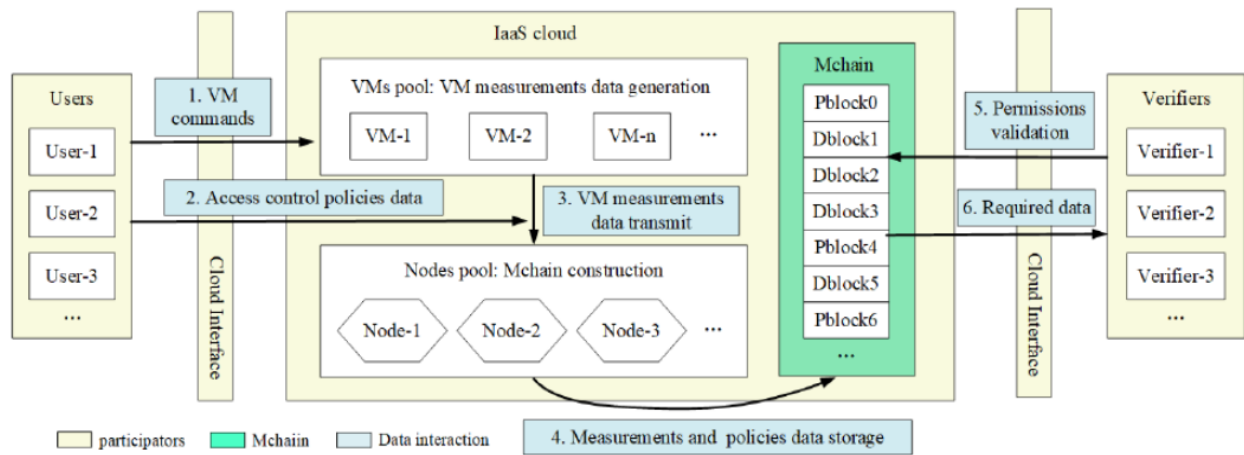 IaaS cloud
Users
User-1
User-2
User-3
...
Cloud Interface
1. VM
commands
2. Access control policies data
VMs pool: VM measurements data generation
VM-1
VM-2
VM-n
...
3. VM measurements
data transmit
Nodes pool: Mchain construction
Node-1
Node-2
Node-3
...
4. Measurements and policies data storage
Mchain
Pblock0
Dblock1
Dblock2
Dblock3
Pblock4
Dblock5
Pblock6
...
5. Permissions
validation
6. Required data
Cloud Interface
Verifiers
Verifier-1
Verifier-2
Verifier-3
...
participators
Mchaiin
Data interaction